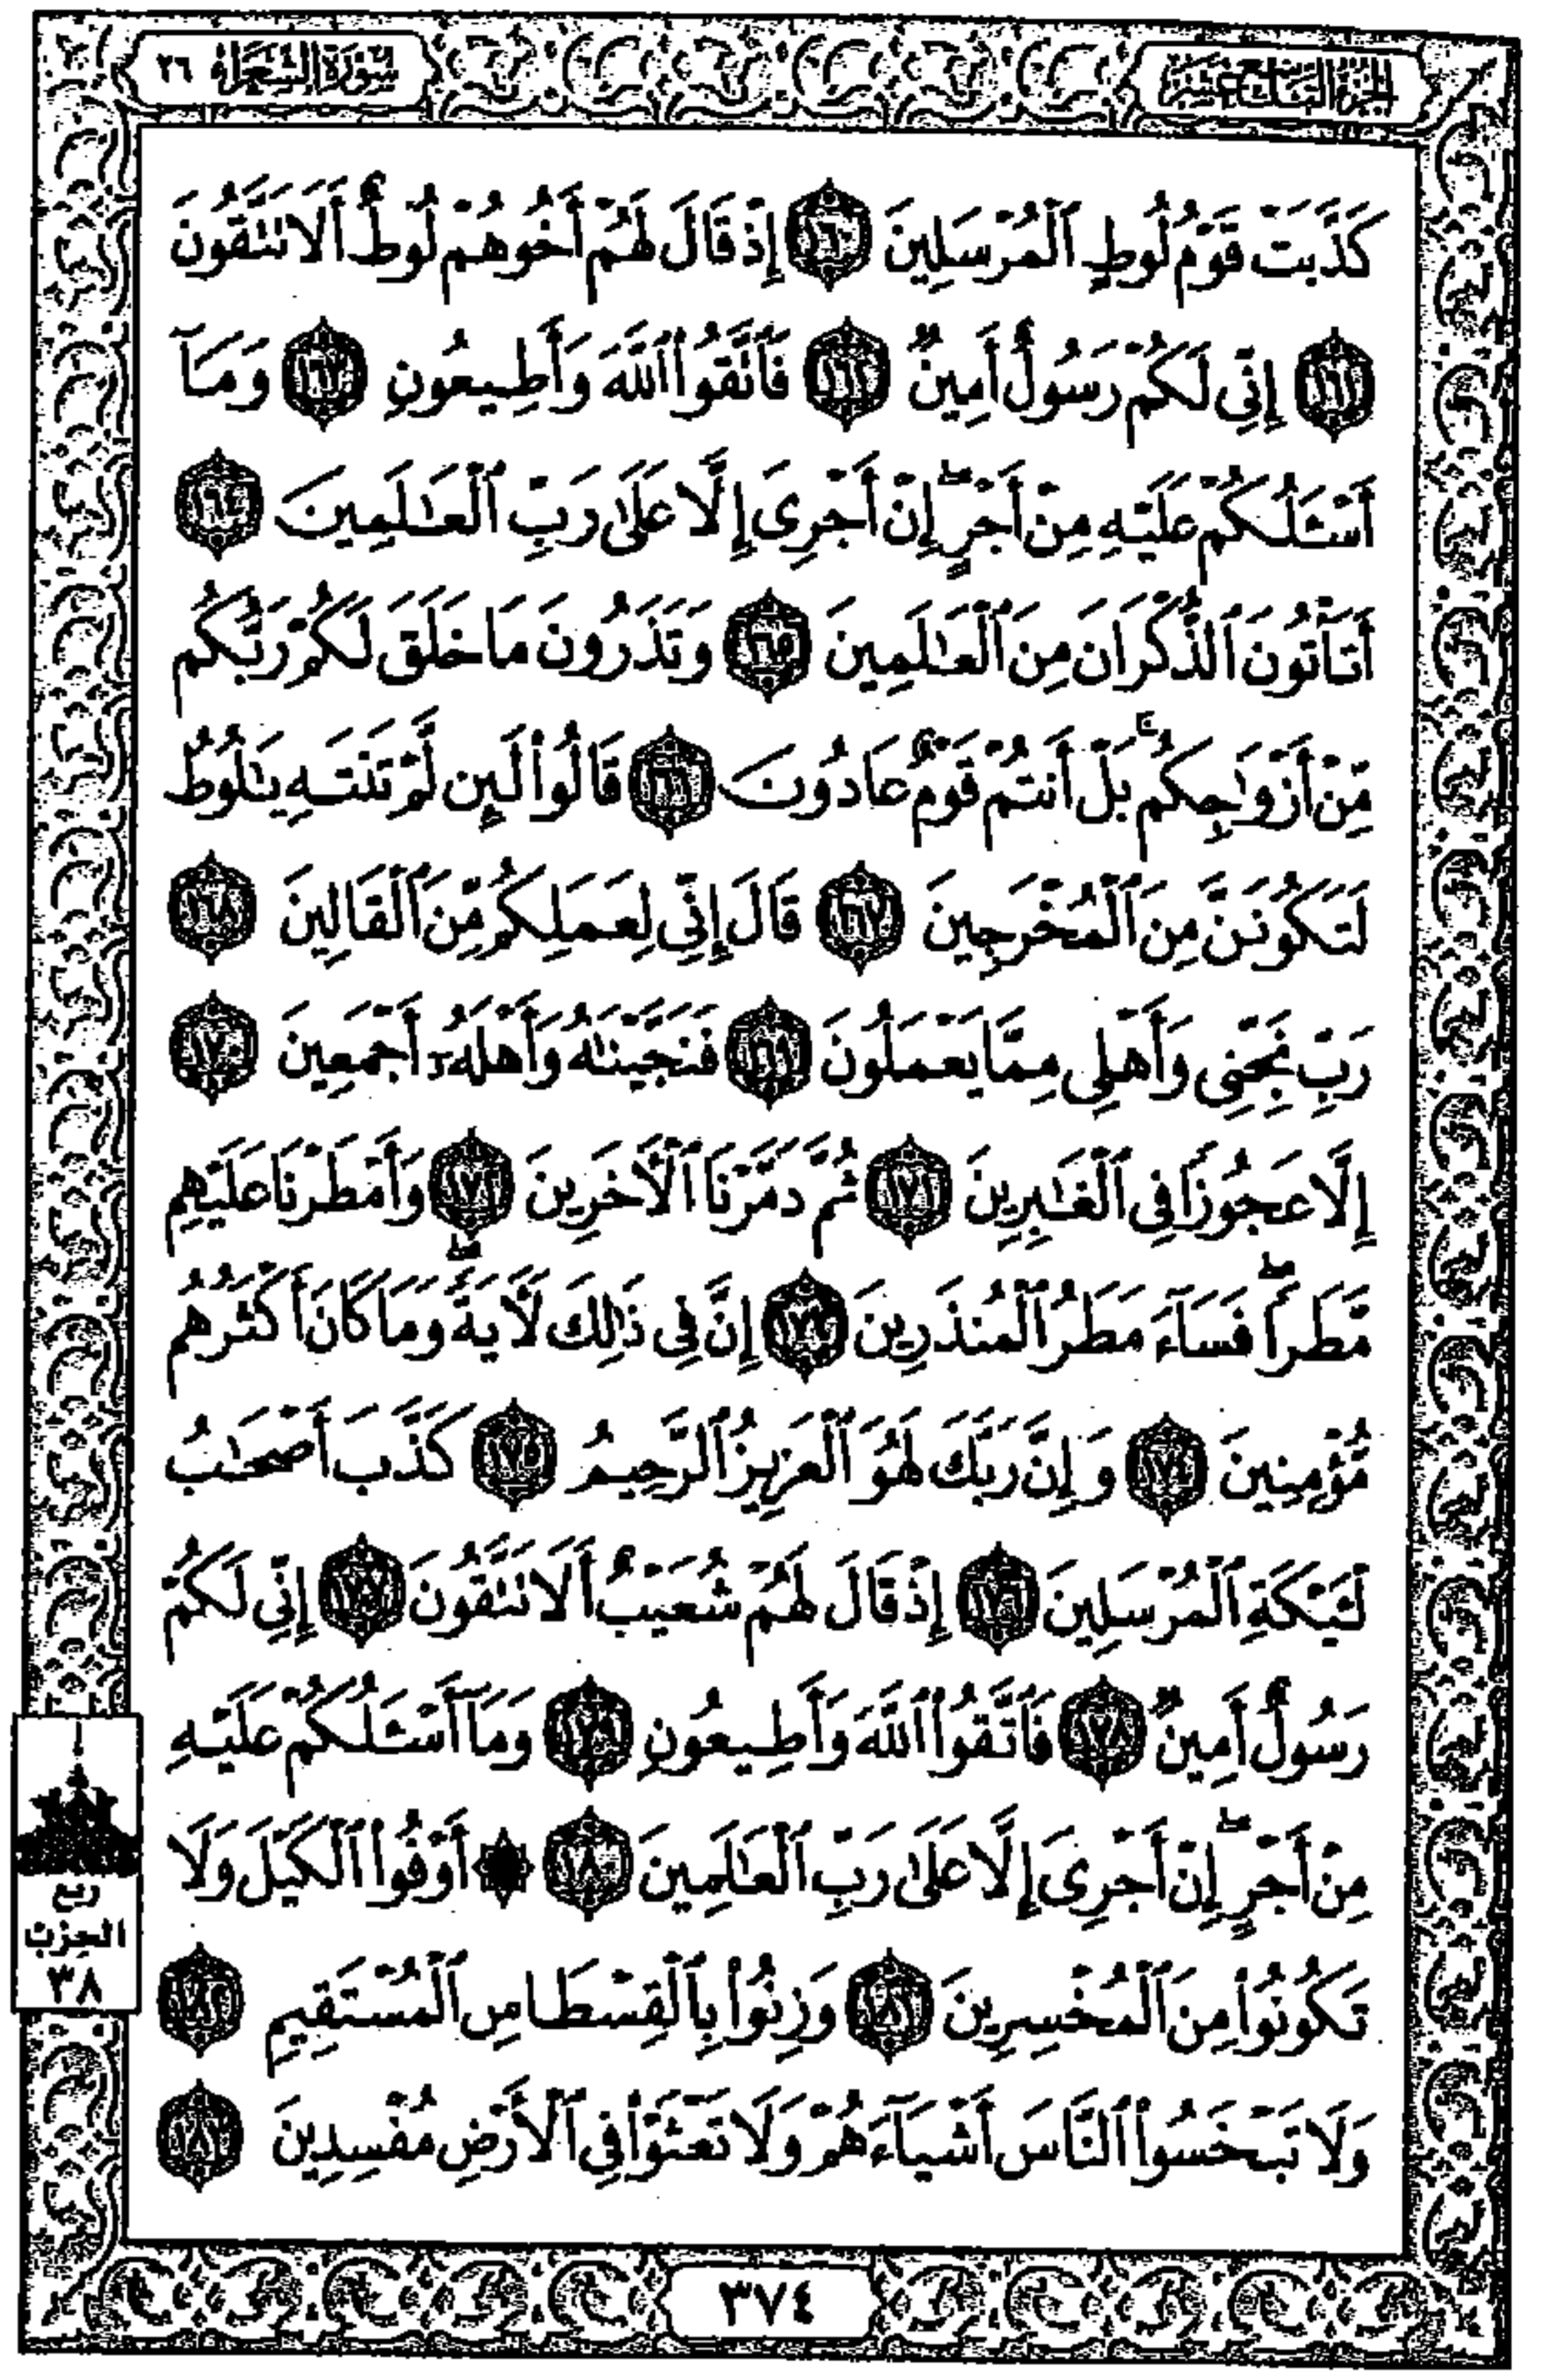 الجزء التاسع عشر
سورة الشعراء ٢٦
كَذَّبَتْ قَوْمُ لُوطٍ ٱلْمُرْسَلِينَ ١٦٠ إِذْ قَالَ لَهُمْ أَخُوهُمْ لُوطٌ أَلَا تَتَّقُونَ
١٦١ إِنِّي لَكُمْ رَسُولٌ أَمِينٌ ١٦٢ فَٱتَّقُوا۟ ٱللَّهَ وَأَطِيعُونِ ١٦٣ وَمَآ
أَسْـَٔلُكُمْ عَلَيْهِ مِنْ أَجْرٍ ۖ إِنْ أَجْرِىَ إِلَّا عَلَىٰ رَبِّ ٱلْعَـٰلَمِينَ ١٦٤
أَتَأْتُونَ ٱلذُّكْرَانَ مِنَ ٱلْعَـٰلَمِينَ ١٦٥ وَتَذَرُونَ مَا خَلَقَ لَكُمْ رَبُّكُم
مِّنْ أَزْوَٰجِكُم ۚ بَلْ أَنتُمْ قَوْمٌ عَادُونَ ١٦٦ قَالُوا۟ لَئِن لَّمْ تَنتَهِ يَـٰلُوطُ
لَتَكُونَنَّ مِنَ ٱلْمُخْرَجِينَ ١٦٧ قَالَ إِنِّى لِعَمَلِكُم مِّنَ ٱلْقَالِينَ ١٦٨
رَبِّ نَجِّنِى وَأَهْلِى مِمَّا يَعْمَلُونَ ١٦٩ فَنَجَّيْنَـٰهُ وَأَهْلَهُۥٓ أَجْمَعِينَ ١٧٠
إِلَّا عَجُوزًا فِى ٱلْغَـٰبِرِينَ ١٧١ ثُمَّ دَمَّرْنَا ٱلْـَٔاخَرِينَ ١٧٢ وَأَمْطَرْنَا عَلَيْهِم
مَّطَرًا ۖ فَسَآءَ مَطَرُ ٱلْمُنذَرِينَ ١٧٣ إِنَّ فِى ذَٰلِكَ لَـَٔايَةً ۖ وَمَا كَانَ أَكْثَرُهُم
مُّؤْمِنِينَ ١٧٤ وَإِنَّ رَبَّكَ لَهُوَ ٱلْعَزِيزُ ٱلرَّحِيمُ ١٧٥ كَذَّبَ أَصْحَـٰبُ
لْـَٔيْكَةِ ٱلْمُرْسَلِينَ ١٧٦ إِذْ قَالَ لَهُمْ شُعَيْبٌ أَلَا تَتَّقُونَ ١٧٧ إِنِّى لَكُمْ
رَسُولٌ أَمِينٌ ١٧٨ فَٱتَّقُوا۟ ٱللَّهَ وَأَطِيعُونِ ١٧٩ وَمَآ أَسْـَٔلُكُمْ عَلَيْهِ
مِنْ أَجْرٍ ۖ إِنْ أَجْرِىَ إِلَّا عَلَىٰ رَبِّ ٱلْعَـٰلَمِينَ ١٨٠ ۞ أَوْفُوا۟ ٱلْكَيْلَ وَلَا
تَكُونُوا۟ مِنَ ٱلْمُخْسِرِينَ ١٨١ وَزِنُوا۟ بِٱلْقِسْطَاسِ ٱلْمُسْتَقِيمِ ١٨٢
وَلَا تَبْخَسُوا۟ ٱلنَّاسَ أَشْيَآءَهُمْ وَلَا تَعْثَوْا۟ فِى ٱلْأَرْضِ مُفْسِدِينَ ١٨٣
ربع
الحزب
٣٨
٣٧٤